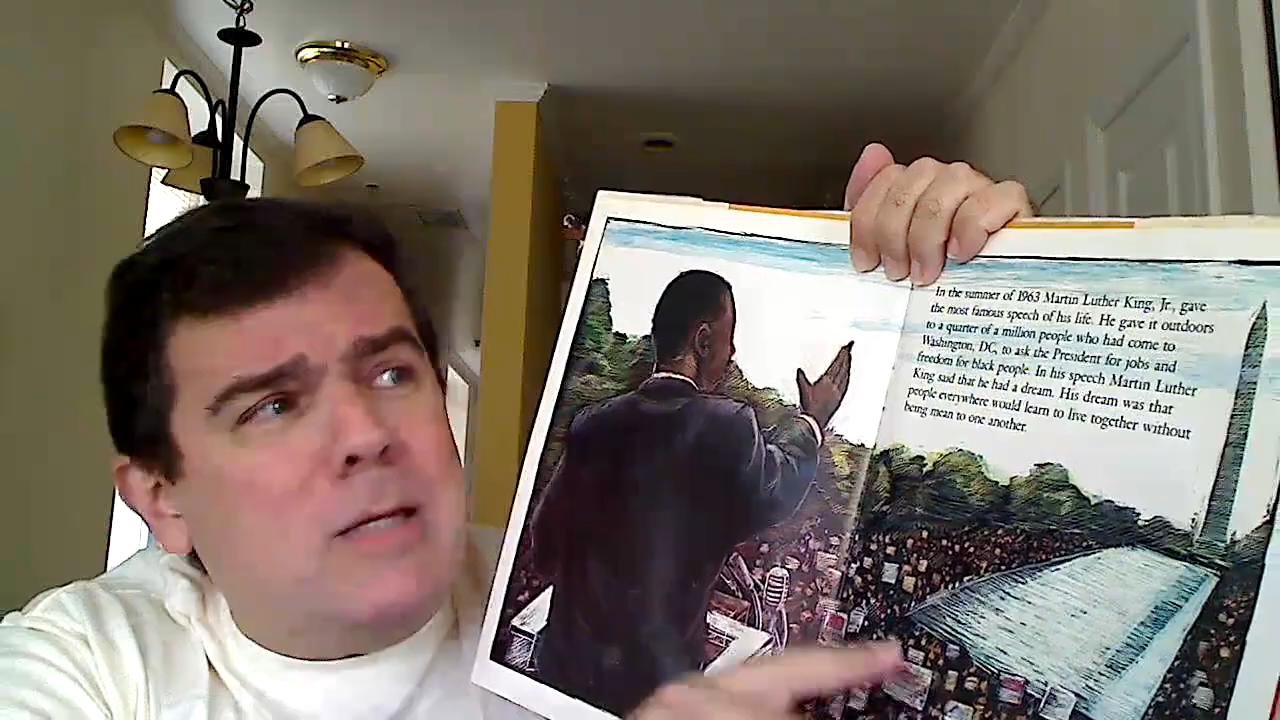 In the summer of 1963 Martin Luther King, Jr., gave
the most famous speech of his life. He gave it outdoors
to a quarter of a million people who had come to
Washington, DC, to ask the President for jobs and
freedom for black people. In his speech Martin Luther
King said that he had a dream. His dream was that
people everywhere would learn to live together without
being mean to one another.